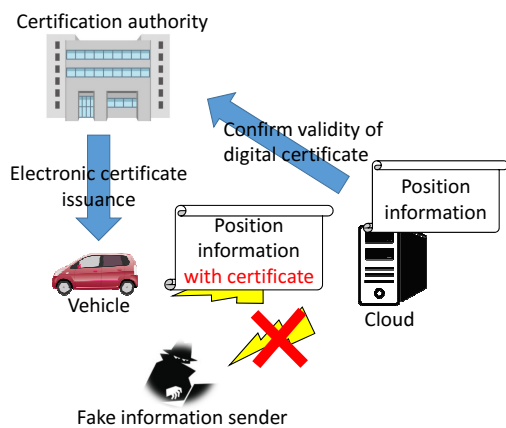 Certification authority
Confirm validity of
digital certificate
Electronic certificate
issuance
Position
information
Position
information
with certificate
Vehicle
Cloud
Fake information sender